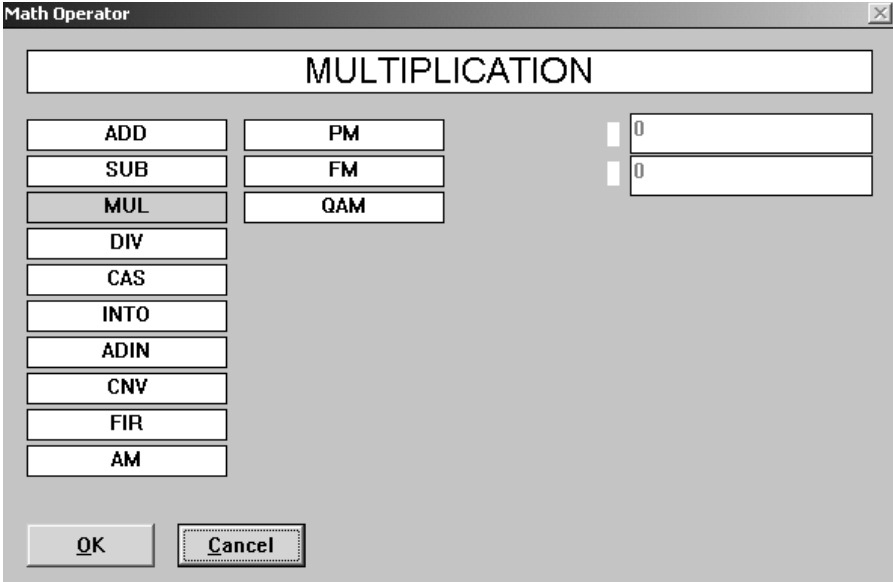 Math Operator
MULTIPLICATION
ADD PM 0
SUB FM 0
MUL QAM
DIV
CAS
INTO
ADIN
CNV
FIR
AM
OK Cancel